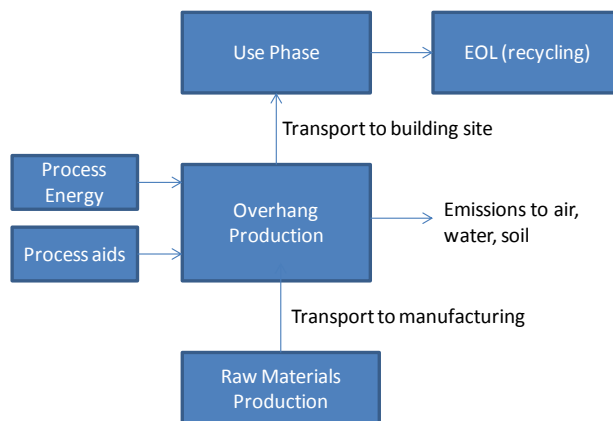 Use Phase
EOL (recycling)
Transport to building site
Process
Energy
Overhang
Production
Emissions to air,
water, soil
Process aids
Transport to manufacturing
Raw Materials
Production